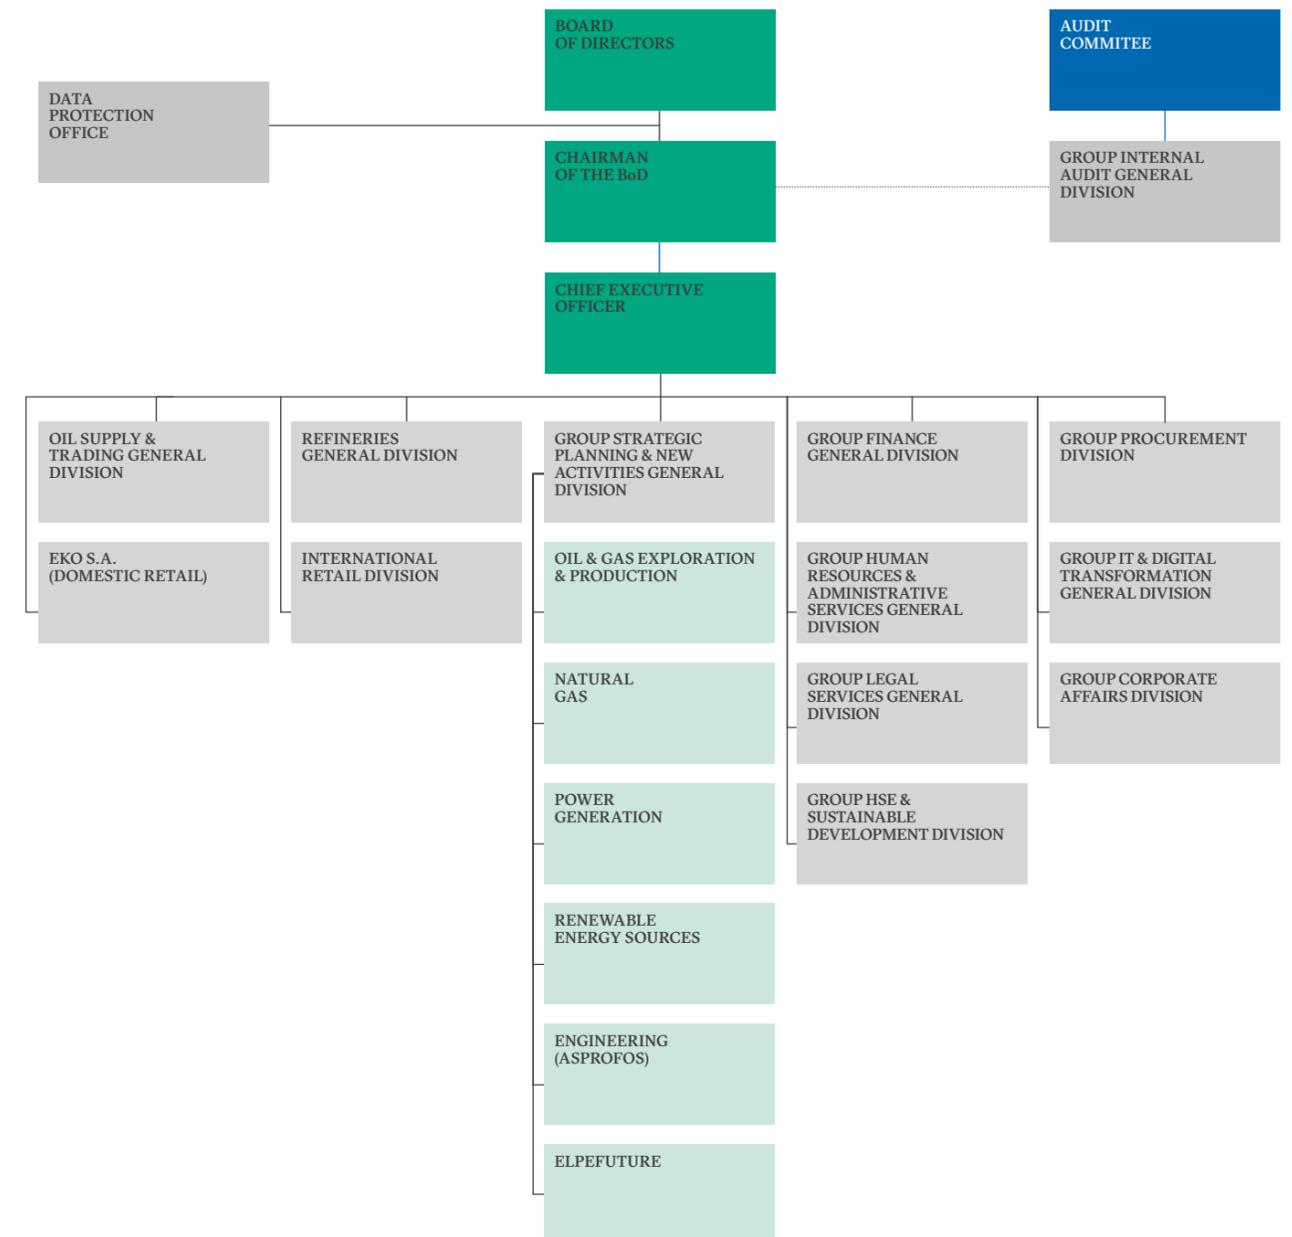 BOARD
OF DIRECTORS
AUDIT
COMMITEE
DATA
PROTECTION
OFFICE
CHAIRMAN
OF THE BoD
GROUP INTERNAL
AUDIT GENERAL
DIVISION
CHIEF EXECUTIVE
OFFICER
OIL SUPPLY &
TRADING GENERAL
DIVISION
REFINERIES
GENERAL DIVISION
GROUP STRATEGIC
PLANNING & NEW
ACTIVITIES GENERAL
DIVISION
GROUP FINANCE
GENERAL DIVISION
GROUP PROCUREMENT
DIVISION
EKO S.A.
(DOMESTIC RETAIL)
INTERNATIONAL
RETAIL DIVISION
OIL & GAS EXPLORATION
& PRODUCTION
GROUP HUMAN
RESOURCES &
ADMINISTRATIVE
SERVICES GENERAL
DIVISION
GROUP IT & DIGITAL
TRANSFORMATION
GENERAL DIVISION
NATURAL
GAS
GROUP LEGAL
SERVICES GENERAL
DIVISION
GROUP CORPORATE
AFFAIRS DIVISION
POWER
GENERATION
GROUP HSE &
SUSTAINABLE
DEVELOPMENT DIVISION
RENEWABLE
ENERGY SOURCES
ENGINEERING
(ASPROFOS)
ELPEFUTURE